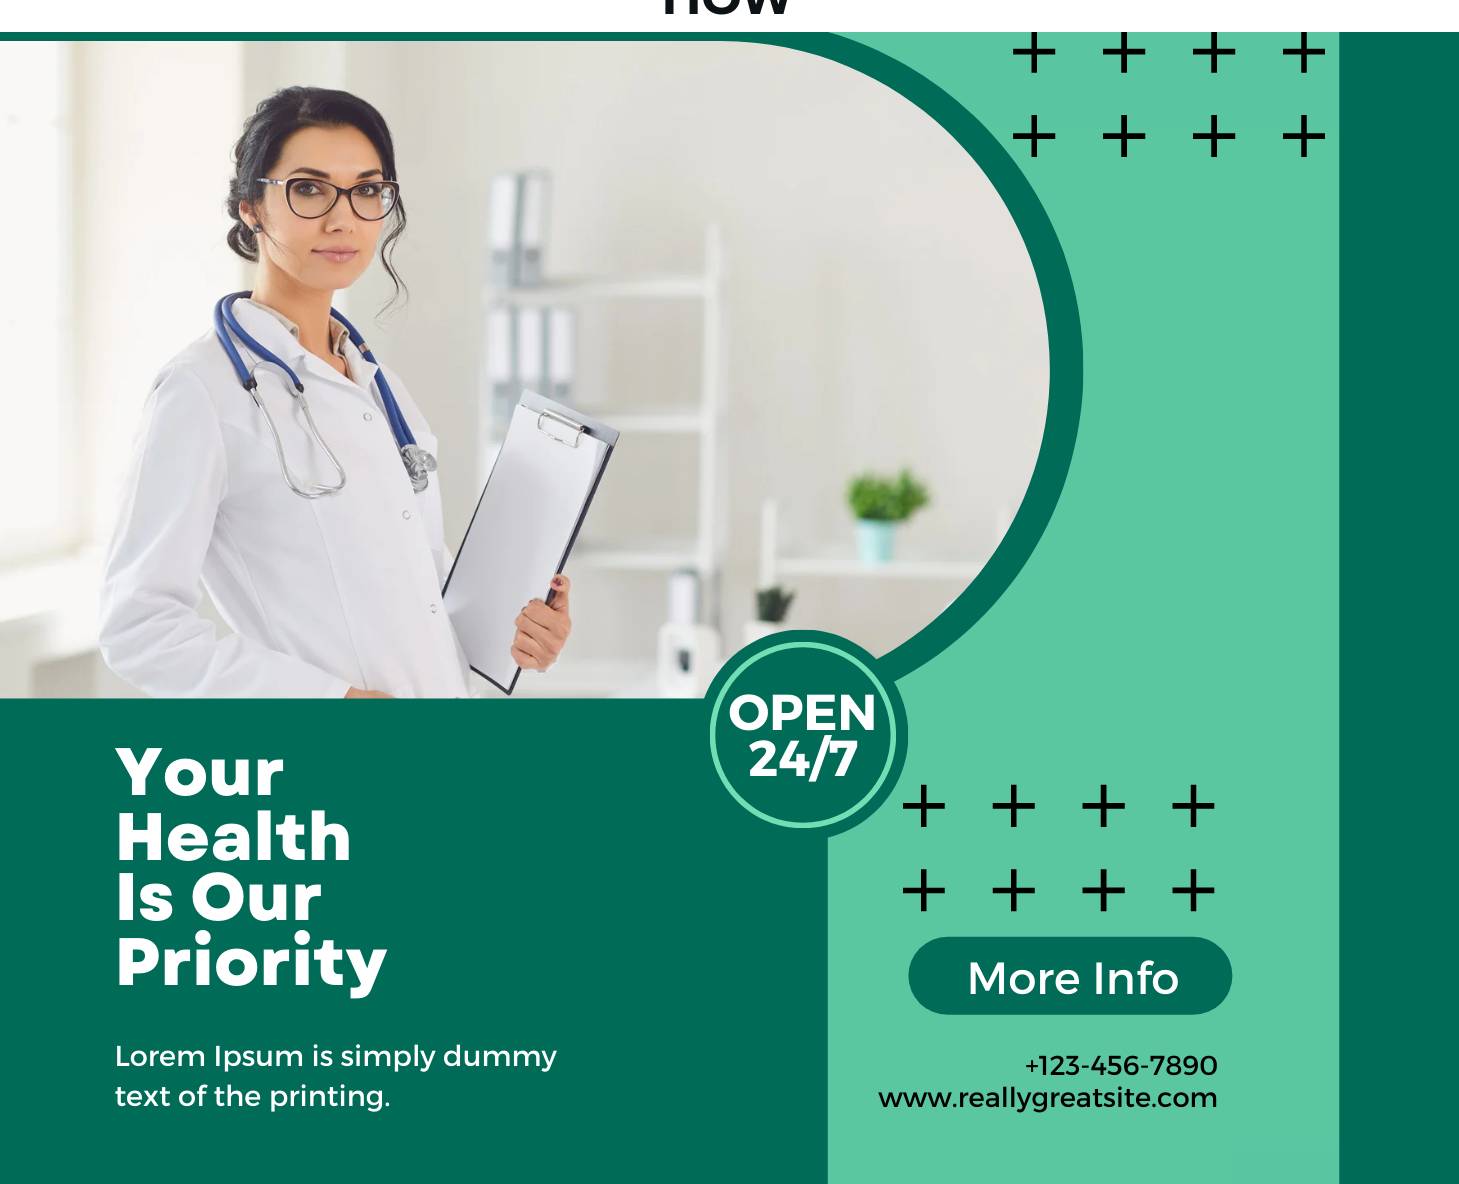 now
OPEN
24/7
Your
Health
Is Our
Priority
Lorem Ipsum is simply dummy
text of the printing.
More Info
+123-456-7890
www.reallygreatsite.com